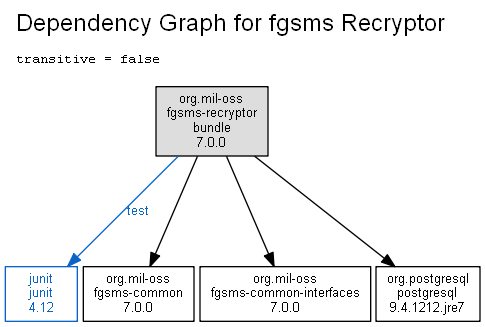 Dependency Graph for fgsms Recryptor
transitive = false
org.mil-oss
fgsms-recryptor
bundle
7.0.0
test
junit
junit
4.12
org.mil-oss
fgsms-common
7.0.0
org.mil-oss
fgsms-common-interfaces
7.0.0
org.postgresql
postgresql
9.4.1212.jre7